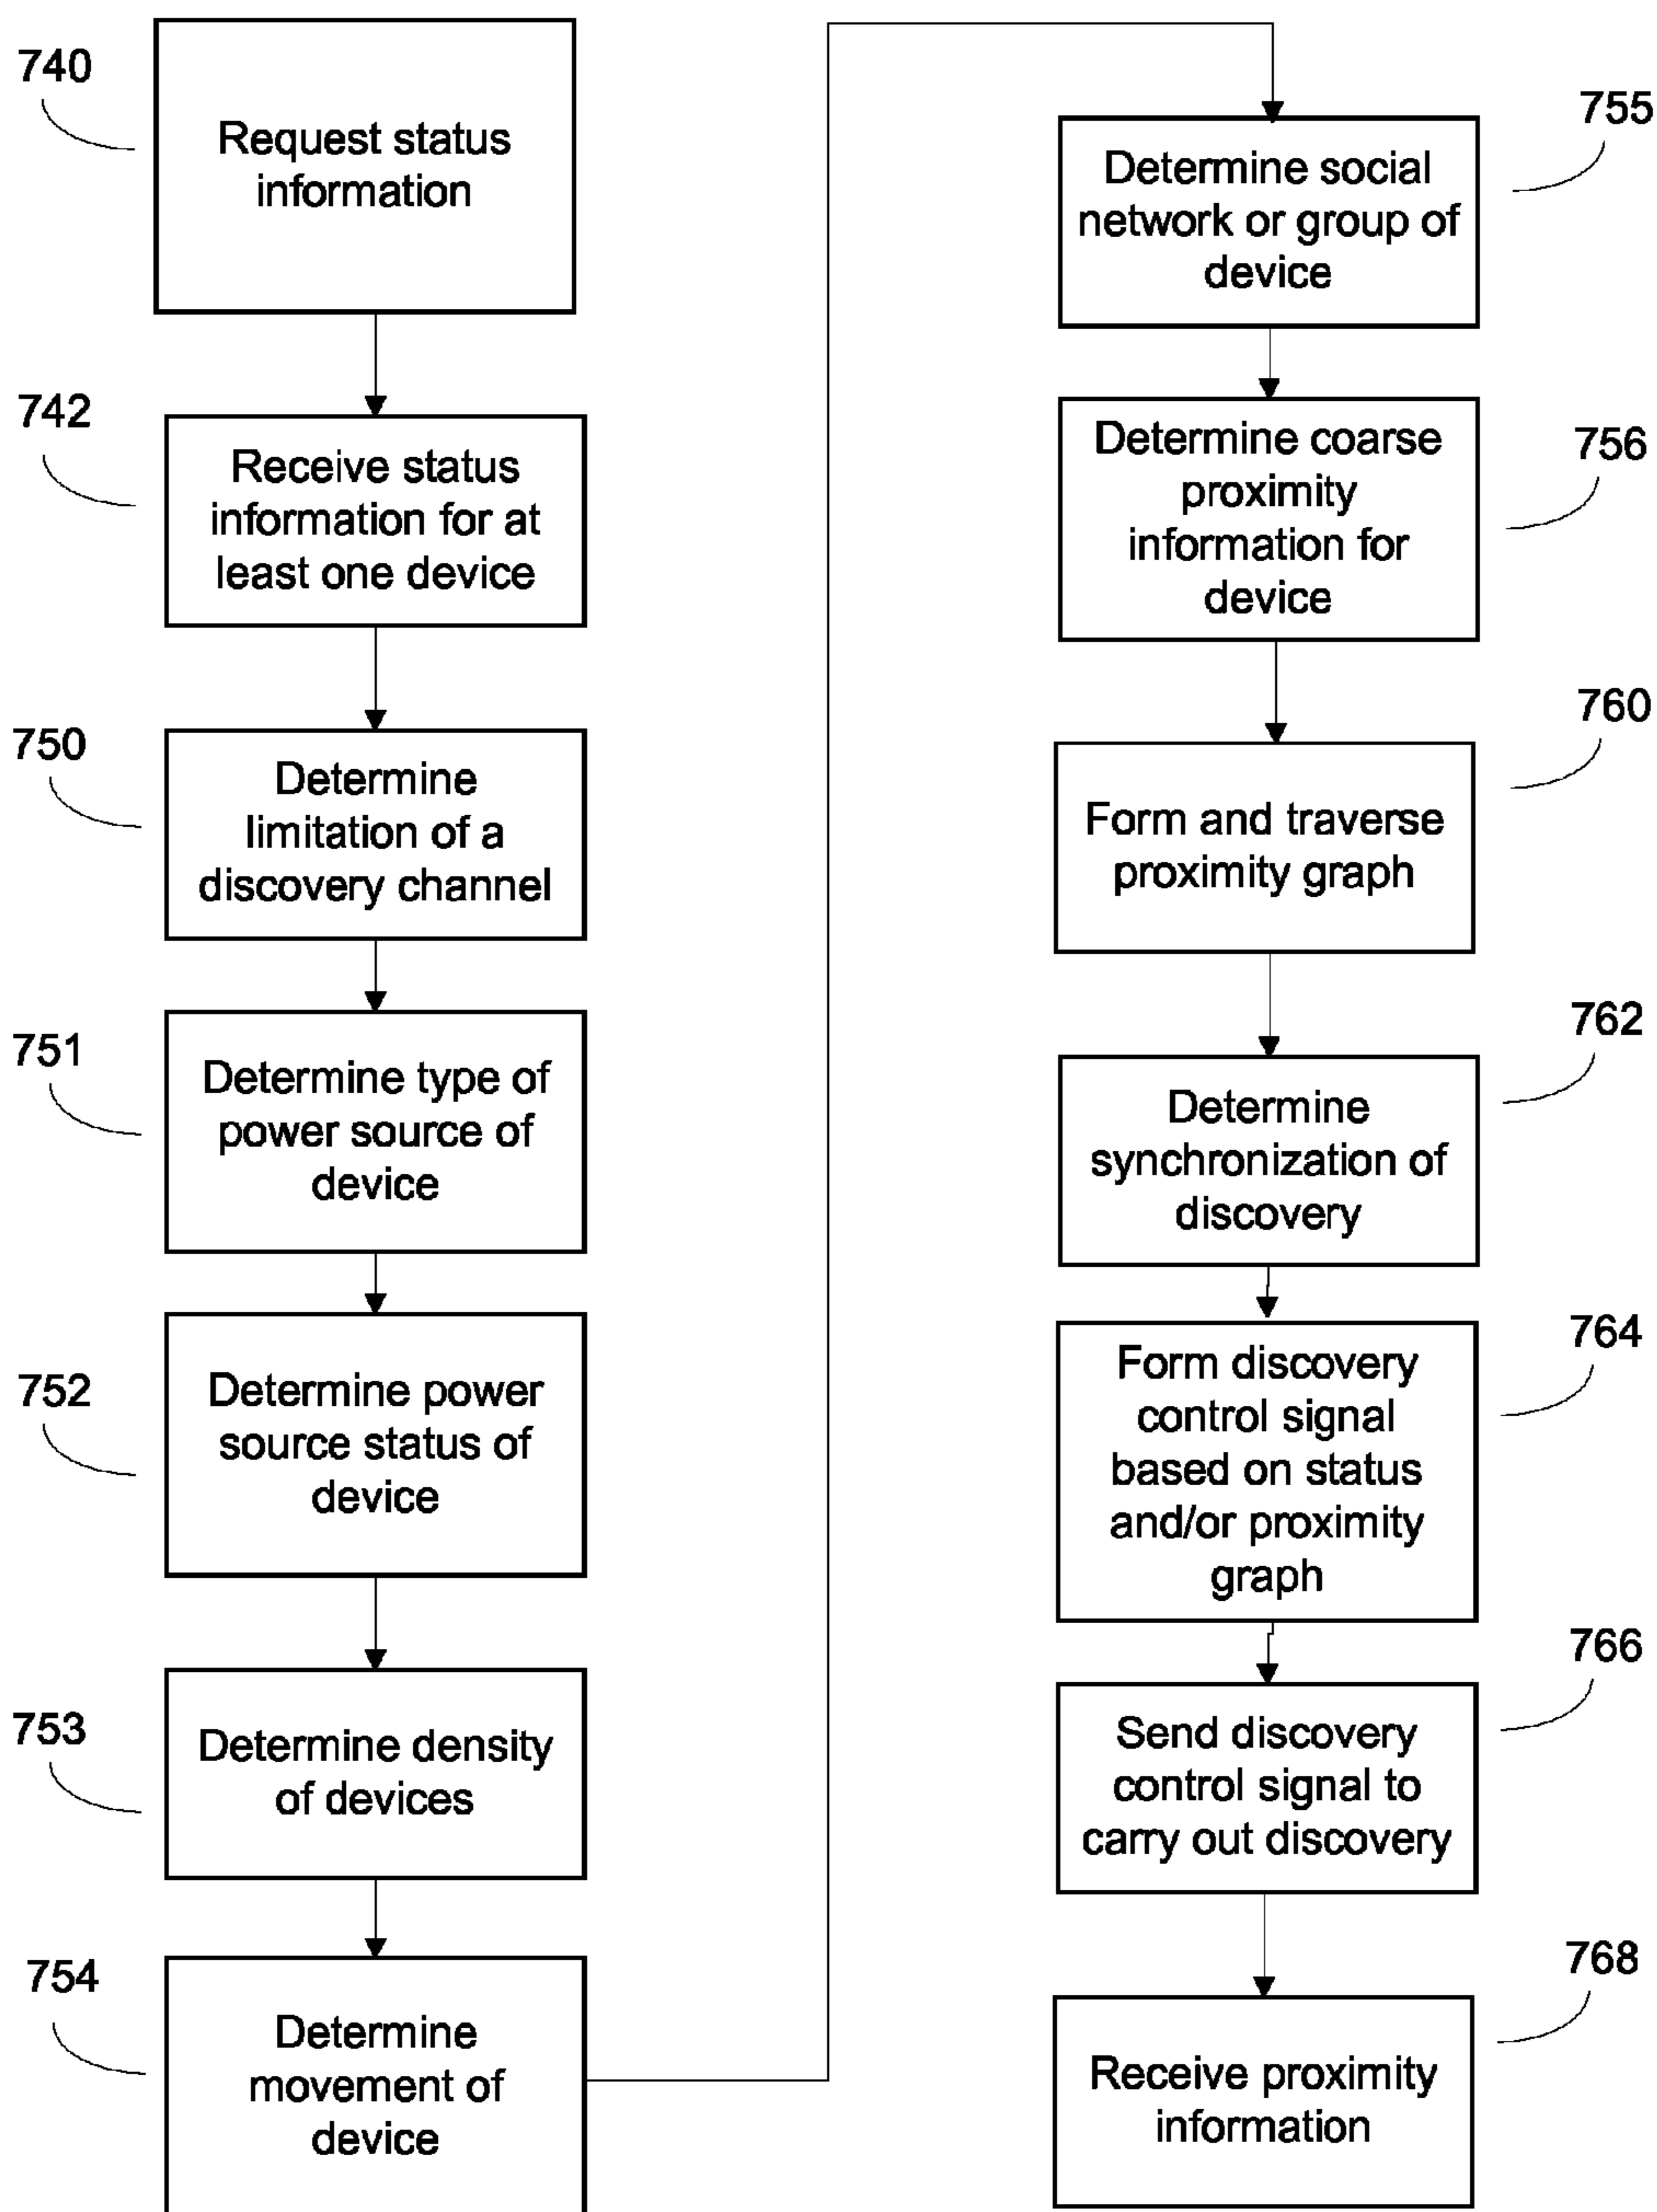 740
Request status
information
742
Receive status
information for at
least one device
750
Determine
limitation of a
discovery channel
751
Determine type of
power source of
device
752
Determine power
source status of
device
753
Determine density
of devices
754
Determine
movement of
device
755
Determine social
network or group of
device
756
Determine coarse
proximity
information for
device
760
Form and traverse
proximity graph
762
Determine
synchronization of
discovery
764
Form discovery
control signal
based on status
and/or proximity
graph
766
Send discovery
control signal to
carry out discovery
768
Receive proximity
information